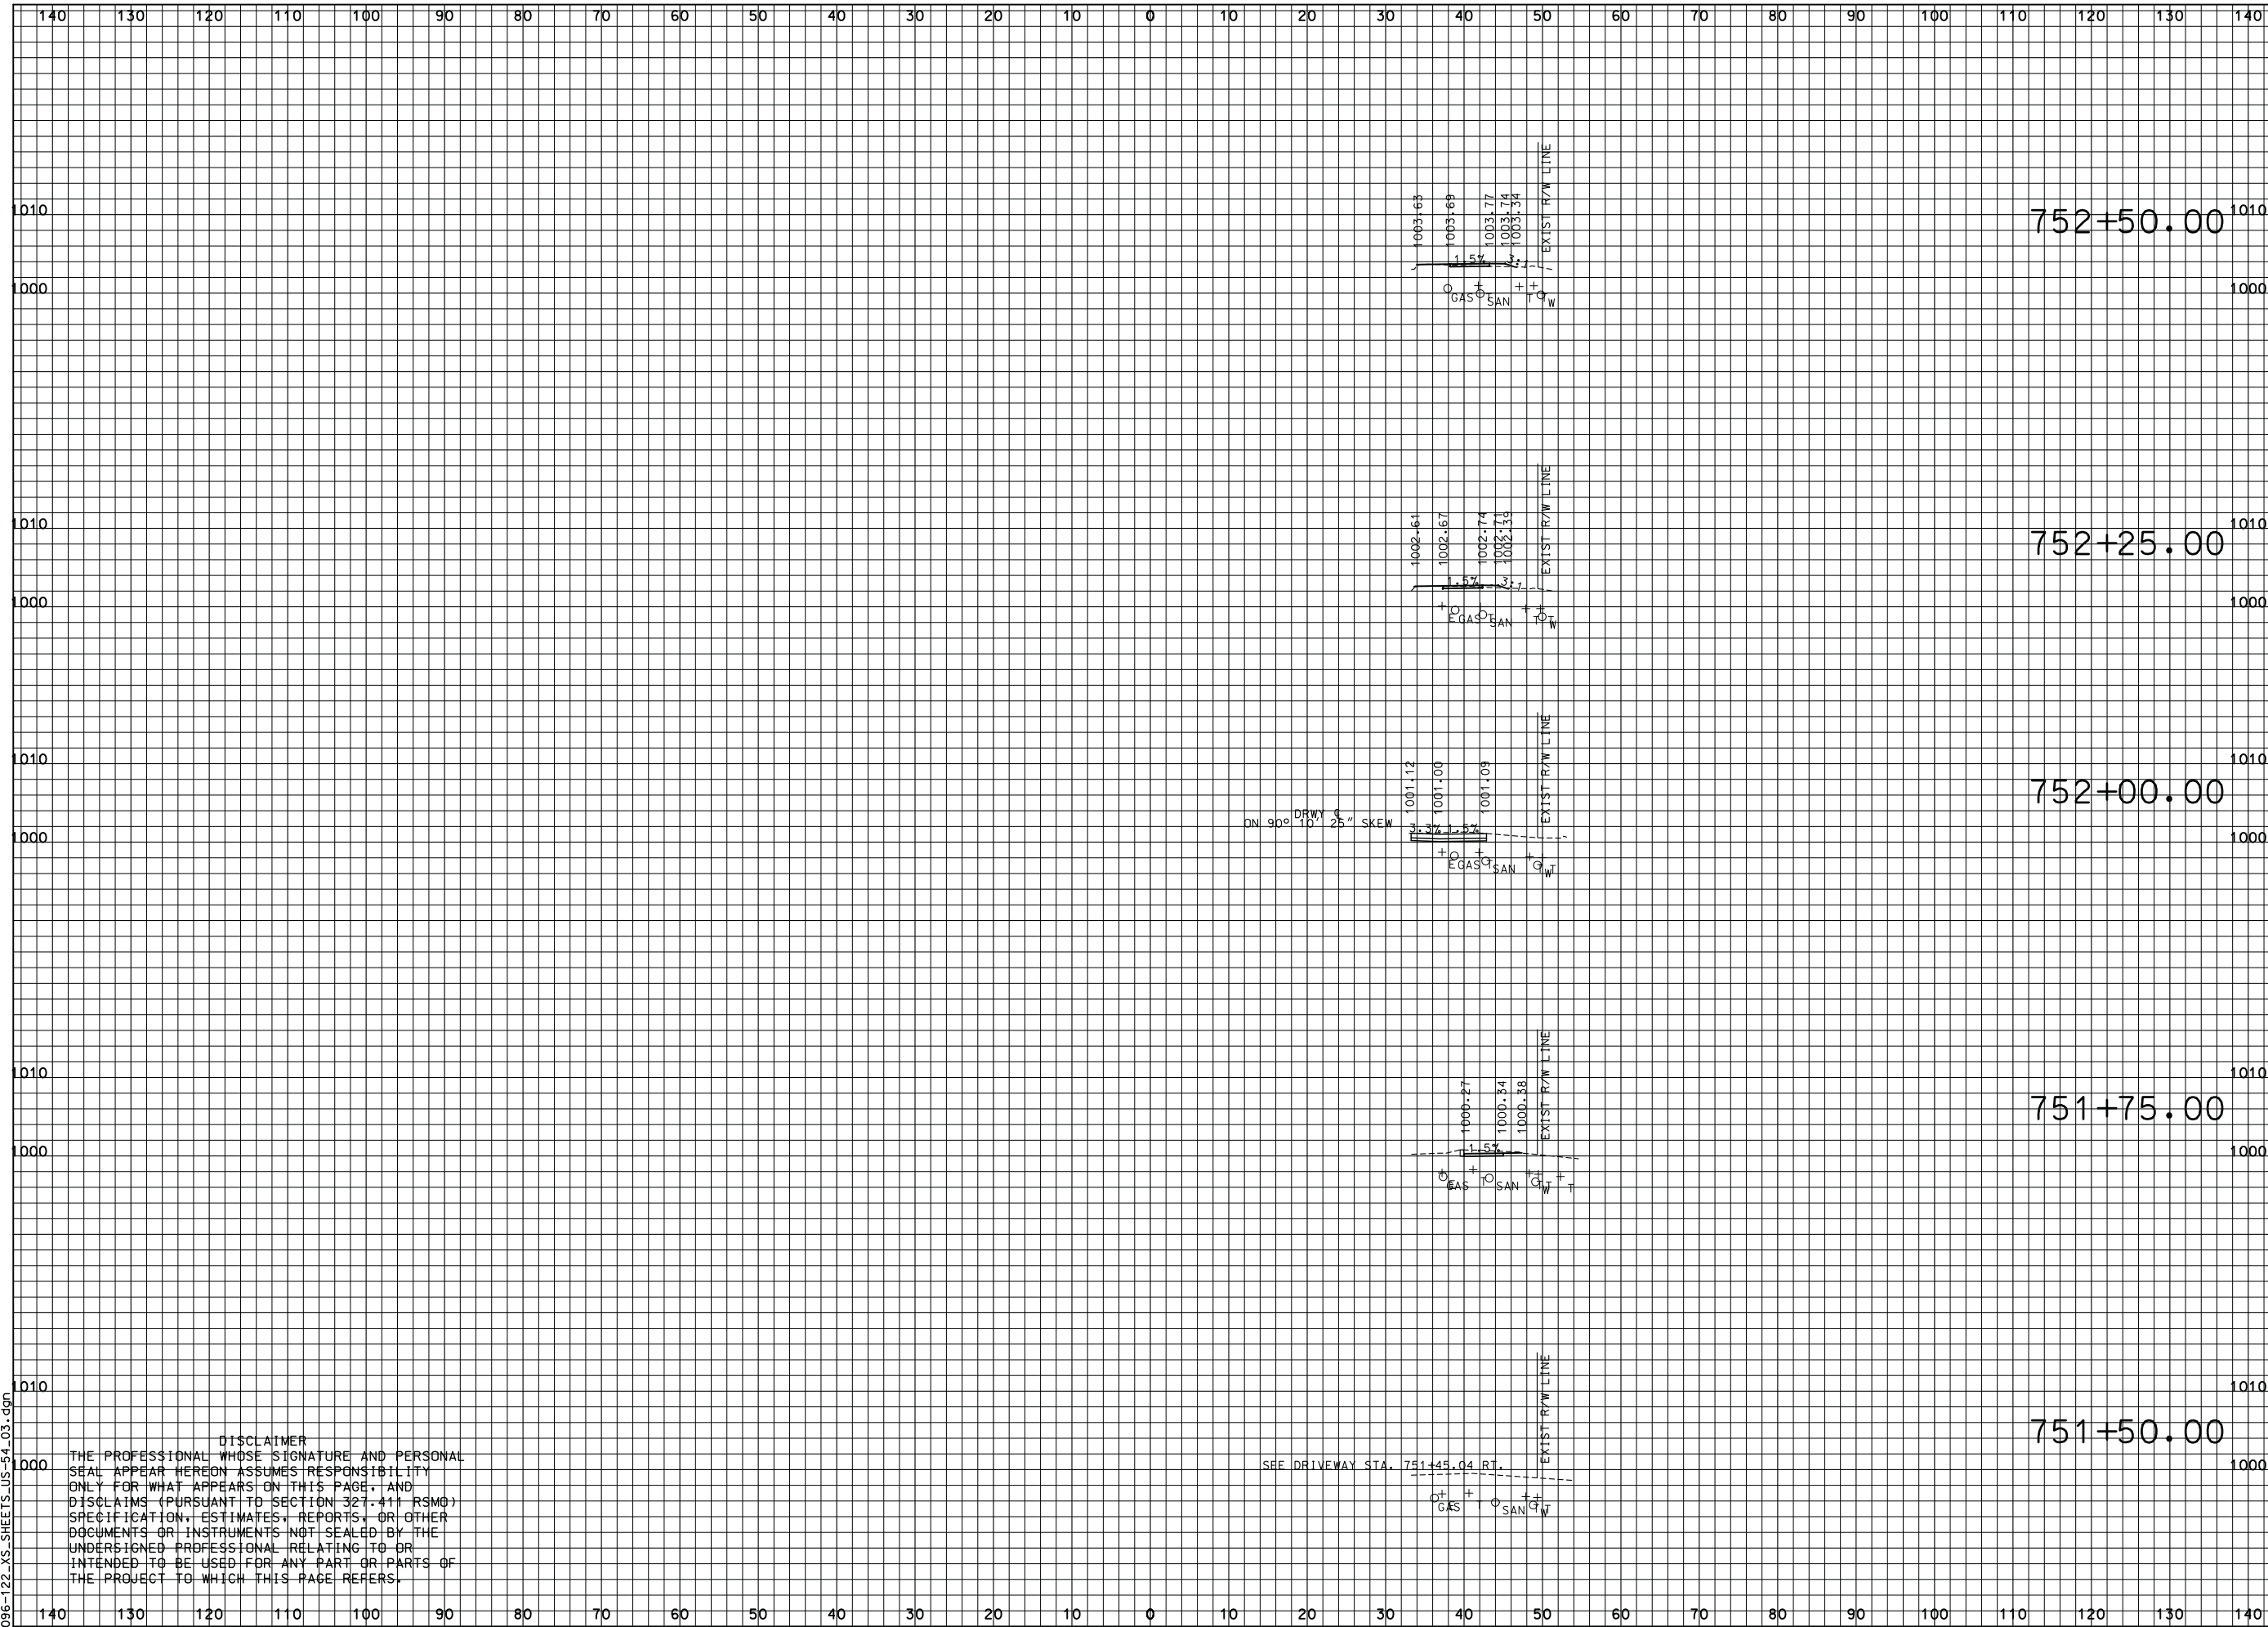 140 130 120 110 100 90 80 70 60 50 40 30 20 10 0 10 20 30 40 50 60 70 80 90 100 110 120 130 140
EXIST R/W LINE
1003.63 1003.69 1003.77 1003.74 1003.34
1010 752+50.00 1010
1.5% 3:1
1000 1000
GAS T SAN T T W
EXIST R/W LINE
1002.61 1002.67 1002.74 1002.71 1002.39
1010 752+25.00 1010
1.5% 3:1
1000 1000
E GAS T SAN T T W
EXIST R/W LINE
1001.12 1001.00 1001.09
1010 752+00.00 1010
DRWY ℄
ON 90° 10' 25" SKEW
3.3% 1.5%
1000 1000
E GAS T SAN T W T
EXIST R/W LINE
1000.27 1000.34 1000.38
1010 751+75.00 1010
1.5%
1000 1000
GAS E T SAN T W T T
EXIST R/W LINE
1010 751+50.00 1010
SEE DRIVEWAY STA. 751+45.04 RT.
1000 1000
GAS E T SAN T W T
DISCLAIMER
THE PROFESSIONAL WHOSE SIGNATURE AND PERSONAL
SEAL APPEAR HEREON ASSUMES RESPONSIBILITY
ONLY FOR WHAT APPEARS ON THIS PAGE, AND
DISCLAIMS (PURSUANT TO SECTION 327.411 RSMO)
SPECIFICATION, ESTIMATES, REPORTS, OR OTHER
DOCUMENTS OR INSTRUMENTS NOT SEALED BY THE
UNDERSIGNED PROFESSIONAL RELATING TO OR
INTENDED TO BE USED FOR ANY PART OR PARTS OF
THE PROJECT TO WHICH THIS PAGE REFERS.
096-122_XS_SHEETS_US-54_03.dgn
140 130 120 110 100 90 80 70 60 50 40 30 20 10 0 10 20 30 40 50 60 70 80 90 100 110 120 130 140